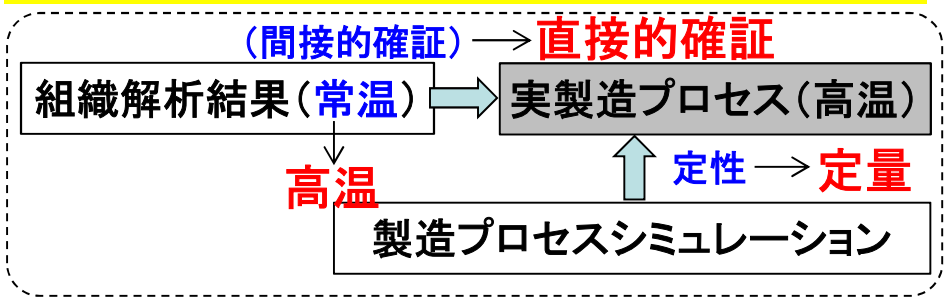 （間接的確証）→直接的確証
組織解析結果（常温） 実製造プロセス（高温）
高温
定性→定量
製造プロセスシミュレーション